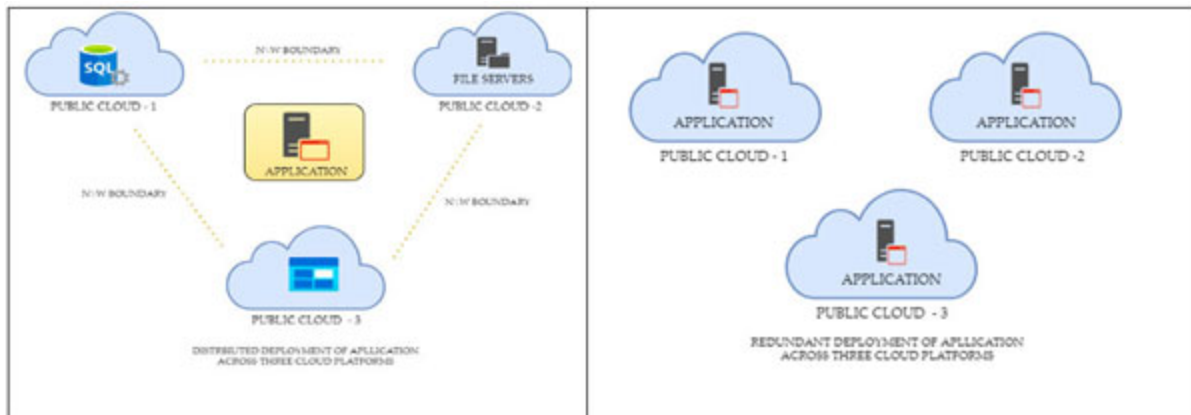 N\W BOUNDARY
SQL
FILE SERVERS
PUBLIC CLOUD - 1
PUBLIC CLOUD -2
APPLICATION
N\W BOUNDARY
N\W BOUNDARY
PUBLIC CLOUD - 3
DISTRIUTED DEPLOYMENT OF APLLICATION
ACROSS THREE CLOUD PLATFORMS
APPLICATION
PUBLIC CLOUD - 1
APPLICATION
PUBLIC CLOUD -2
APPLICATION
PUBLIC CLOUD - 3
REDUNDANT DEPLOYMENT OF APLLICATION
ACROSS THREE CLOUD PLATFORMS